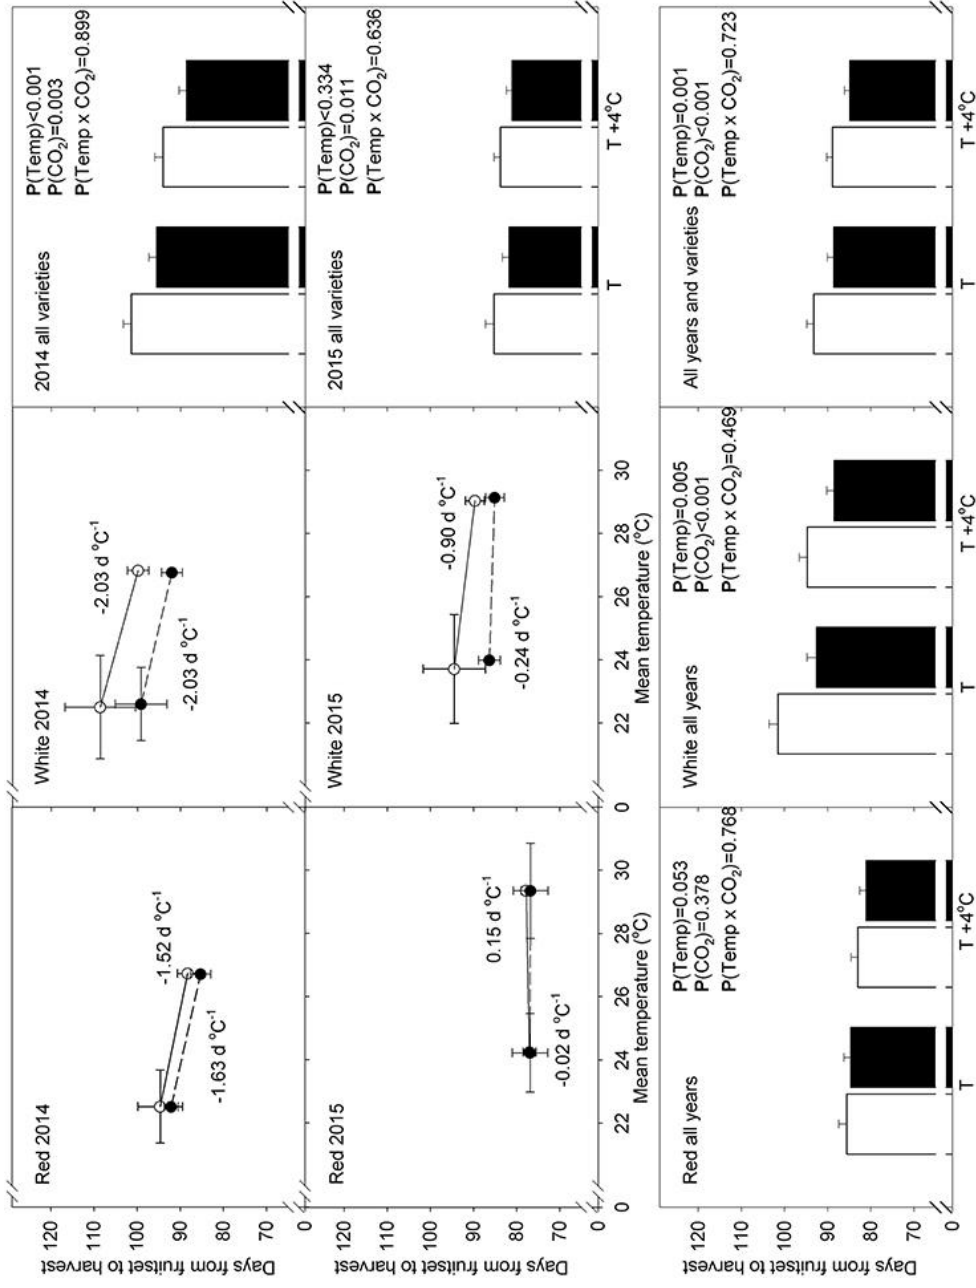 Days from fruitset to harvest
120
110
100
90
80
70
Red 2014
-1.52 d °C⁻¹
-1.63 d °C⁻¹
White 2014
-2.03 d °C⁻¹
-2.03 d °C⁻¹
2014 all varieties
P(Temp)<0.001
P(CO₂)=0.003
P(Temp x CO₂)=0.899
Days from fruitset to harvest
120
110
100
90
80
70
0
Red 2015
0.15 d °C⁻¹
-0.02 d °C⁻¹
White 2015
-0.90 d °C⁻¹
-0.24 d °C⁻¹
2015 all varieties
P(Temp)<0.334
P(CO₂)=0.011
P(Temp x CO₂)=0.636
0 22 24 26 28 30
Mean temperature (°C)
0 22 24 26 28 30
Mean temperature (°C)
T T +4°C
Days from fruitset to harvest
120
110
100
90
80
70
0
Red all years
P(Temp)=0.053
P(CO₂)=0.378
P(Temp x CO₂)=0.768
White all years
P(Temp)=0.005
P(CO₂)<0.001
P(Temp x CO₂)=0.469
All years and varieties
P(Temp)=0.001
P(CO₂)<0.001
P(Temp x CO₂)=0.723
T T +4°C
T T +4°C
T T +4°C